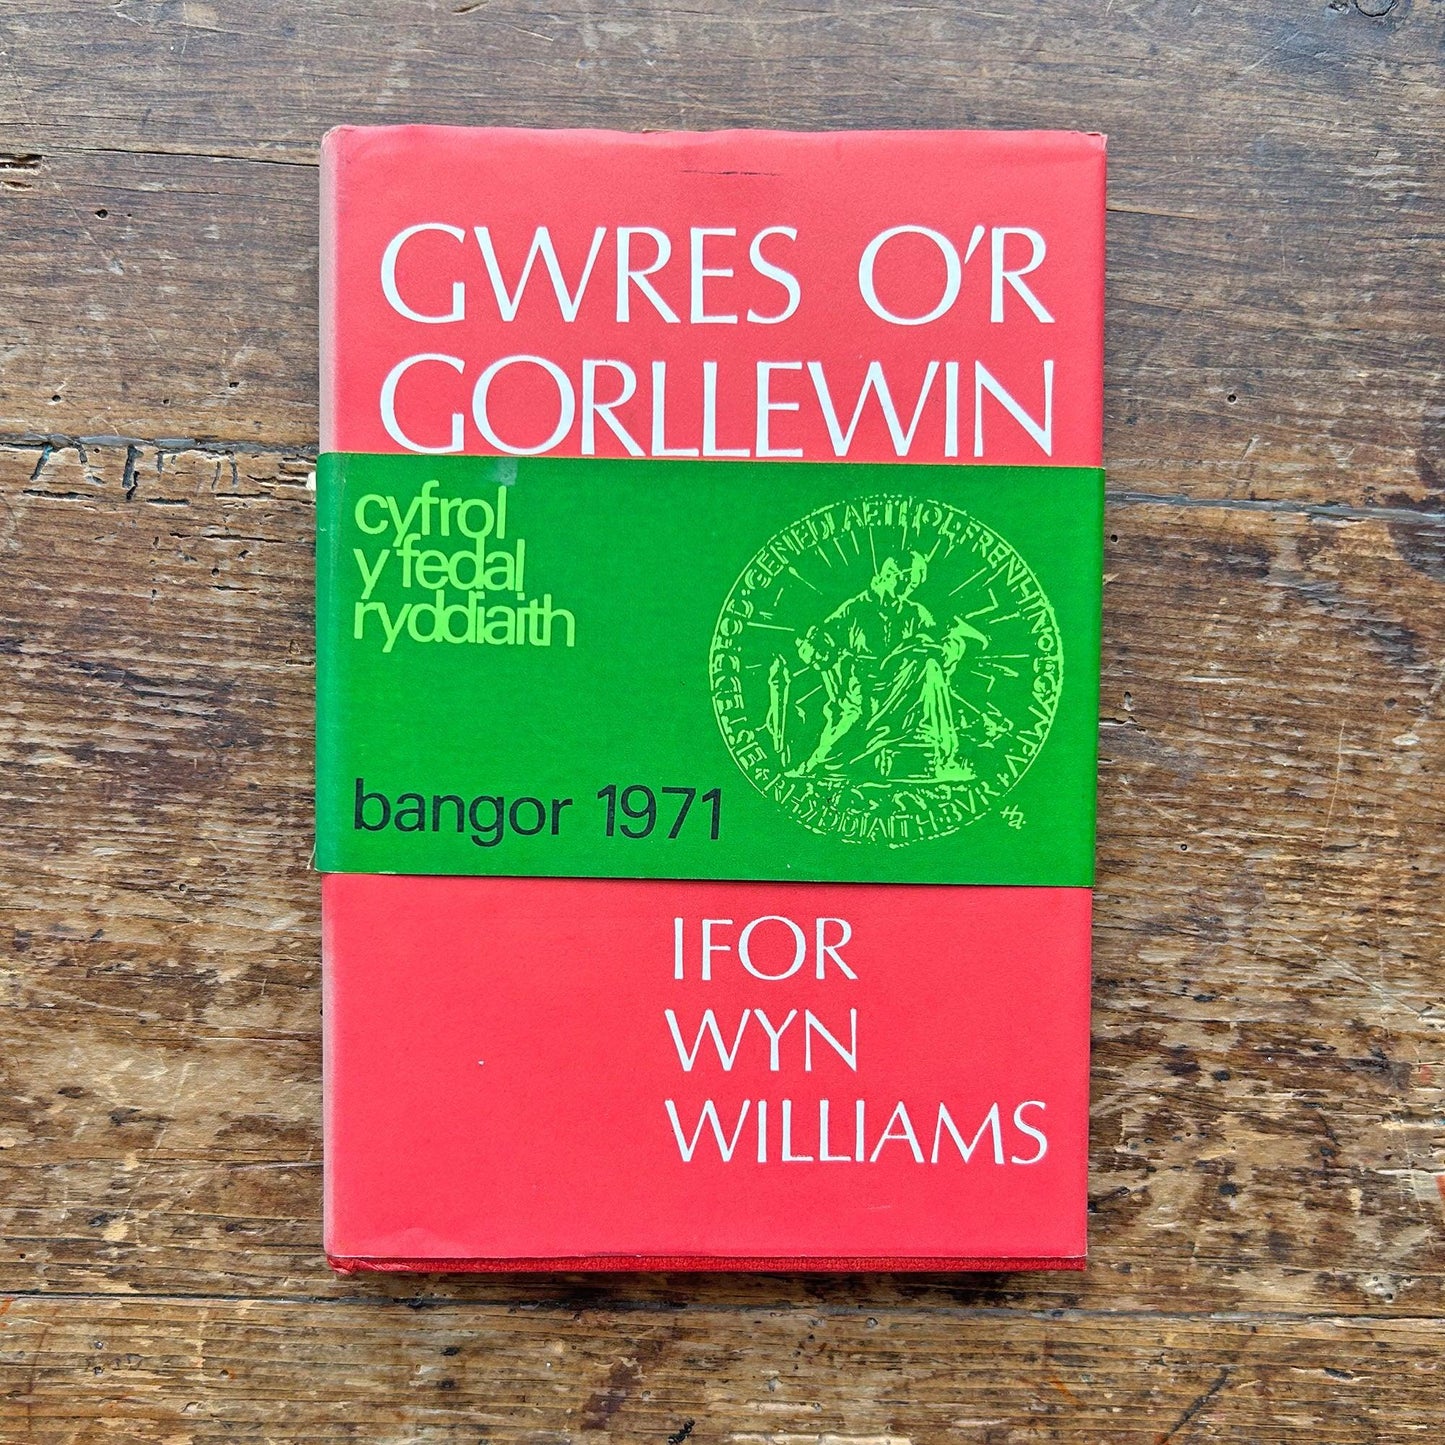 GWRES O'R
GORLLEWIN
cyfrol
y fedal
ryddiaith
bangor 1971
IFOR
WYN
WILLIAMS